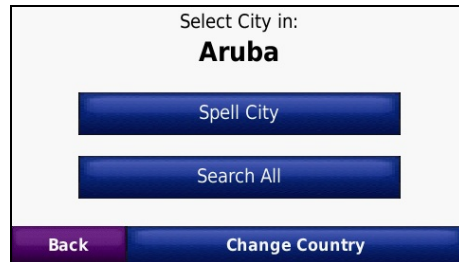 Select City in:
Aruba
Spell City
Search All
Back Change Country